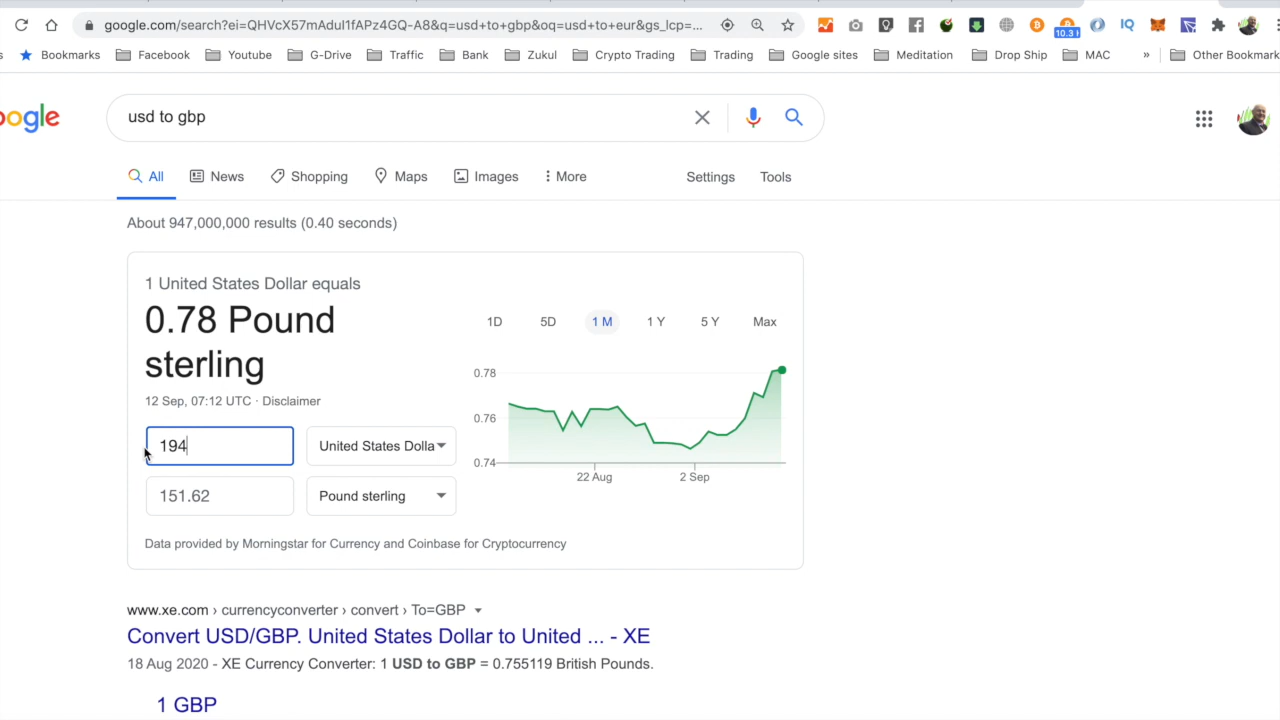 google.com/search?ei=QHVcX57mAduI1fAPz4GQ-A8&q=usd+to+gbp&oq=usd+to+eur&gs_lcp=...
IQ
10.3
s Bookmarks Facebook Youtube G-Drive Traffic Bank Zukul Crypto Trading Trading Google sites Meditation Drop Ship MAC » Other Bookmark
oogle
usd to gbp
All News Shopping Maps Images More Settings Tools
About 947,000,000 results (0.40 seconds)
1 United States Dollar equals
0.78 Pound
sterling
12 Sep, 07:12 UTC · Disclaimer
194 United States Dolla
151.62 Pound sterling
1D 5D 1 M 1 Y 5 Y Max
0.78
0.76
0.74
22 Aug 2 Sep
Data provided by Morningstar for Currency and Coinbase for Cryptocurrency
www.xe.com › currencyconverter › convert › To=GBP
Convert USD/GBP. United States Dollar to United ... - XE
18 Aug 2020 - XE Currency Converter: 1 USD to GBP = 0.755119 British Pounds.
1 GBP